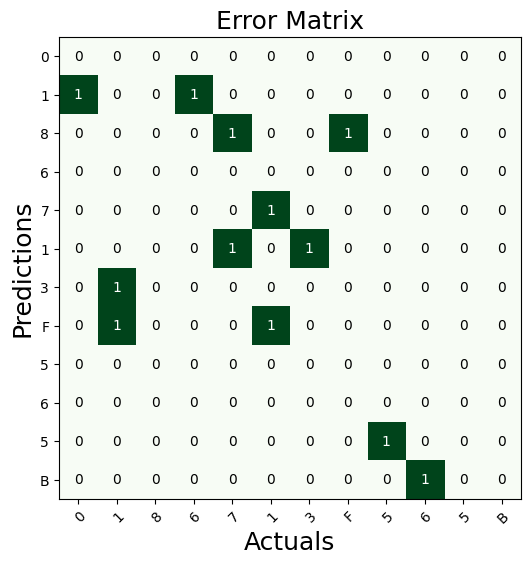 Error Matrix
0 0 0 0 0 0 0 0 0 0 0 0 0
1 1 0 0 1 0 0 0 0 0 0 0 0
8 0 0 0 0 1 0 0 1 0 0 0 0
6 0 0 0 0 0 0 0 0 0 0 0 0
7 0 0 0 0 0 1 0 0 0 0 0 0
1 0 0 0 0 1 0 1 0 0 0 0 0
3 0 1 0 0 0 0 0 0 0 0 0 0
F 0 1 0 0 0 1 0 0 0 0 0 0
5 0 0 0 0 0 0 0 0 0 0 0 0
6 0 0 0 0 0 0 0 0 0 0 0 0
5 0 0 0 0 0 0 0 0 1 0 0 0
B 0 0 0 0 0 0 0 0 0 1 0 0
0 1 8 6 7 1 3 F 5 6 5 B
Predictions
Actuals